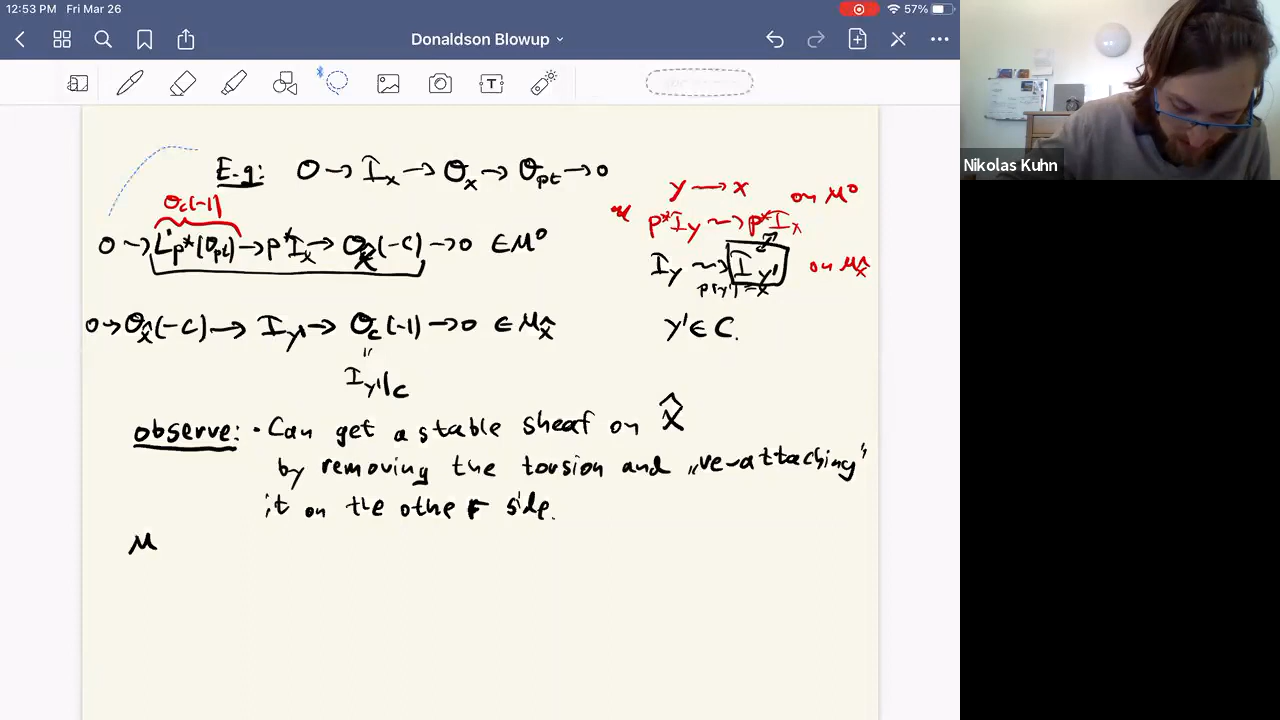 12:53 PM Fri Mar 26
57%
Donaldson Blowup
T
E.g: 0 → I_x → O_X → O_pt → 0
O_C(-1)
0 → L˙p*(O_pt) → p*I_x → O_X̂(-C) → 0 ∈ M⁰
0 → O_X̂(-C) → I_y' → O_C(-1) → 0 ∈ M_X̂
"
I_y'|_C
y → x on M⁰
p*I_y ⇝ p*I_x
I_y ⇝ I_y' on M_X̂
p(y') = x
y' ∈ C.
observe: · Can get a stable sheaf on X̂
by removing the torsion and „re-attaching"
it on the other side.
M
Nikolas Kuhn